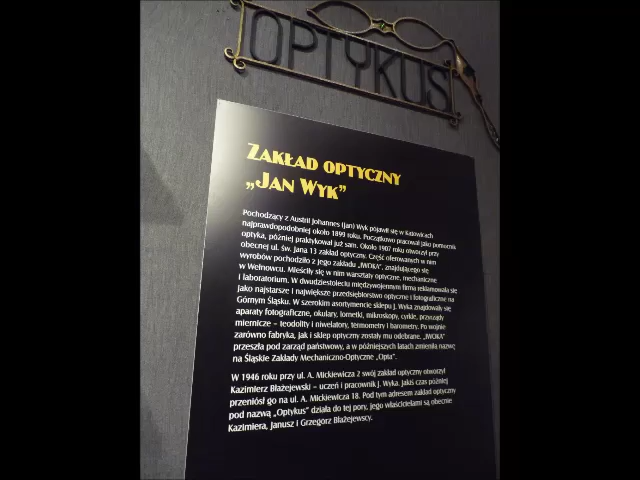 OPTYKUS
ZAKŁAD OPTYCZNY
„JAN WYK”
Pochodzący z Austrii Johannes (Jan) Wyk pojawił się w Katowicach
najprawdopodobniej około 1899 roku. Początkowo pracował jako pomocnik
optyka, później praktykował już sam. Około 1907 roku otworzył przy
obecnej ul. św. Jana 13 zakład optyczny. Część oferowanych w nim
wyrobów pochodziło z jego zakładu „IWOKA”, znajdującego się
w Wełnowcu. Mieściły się w nim warsztaty optyczne, mechaniczne
i laboratorium. W dwudziestoleciu międzywojennym firma reklamowała się
jako najstarsze i największe przedsiębiorstwo optyczne i fotograficzne na
Górnym Śląsku. W szerokim asortymencie sklepu J. Wyka znajdowały się
aparaty fotograficzne, okulary, lornetki, mikroskopy, cyrkle, przyrządy
miernicze – teodolity i niwelatory, termometry i barometry. Po wojnie
zarówno fabryka, jak i sklep optyczny zostały mu odebrane. „IWOKA”
przeszła pod zarząd państwowy, a w późniejszych latach zmieniła nazwę
na Śląskie Zakłady Mechaniczno-Optyczne „Opta”.
W 1946 roku przy ul. A. Mickiewicza 2 swój zakład optyczny otworzył
Kazimierz Błażejewski – uczeń i pracownik J. Wyka. Jakiś czas później
przeniósł go na ul. A. Mickiewicza 18. Pod tym adresem zakład optyczny
pod nazwą „Optykus” działa do tej pory, jego właścicielami są obecnie
Kazimiera, Janusz i Grzegorz Błażejewscy.